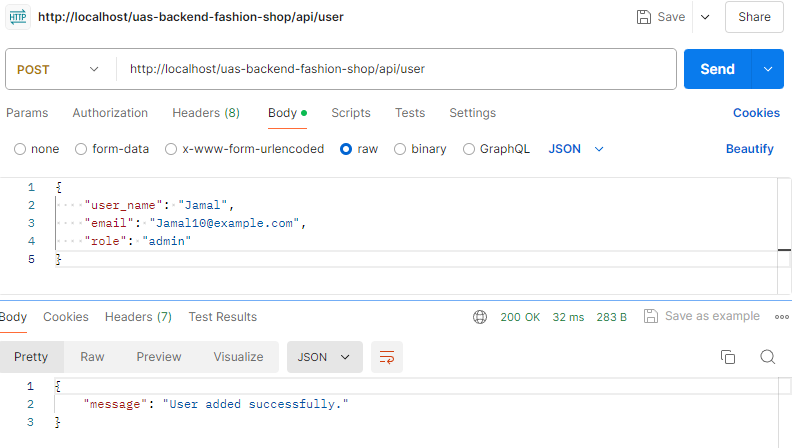 HTTP http://localhost/uas-backend-fashion-shop/api/user Save Share
POST http://localhost/uas-backend-fashion-shop/api/user Send
Params Authorization Headers (8) Body Scripts Tests Settings Cookies
none form-data x-www-form-urlencoded raw binary GraphQL JSON Beautify
1 {
2 "user_name": "Jamal",
3 "email": "Jamal10@example.com",
4 "role": "admin"
5 }
Body Cookies Headers (7) Test Results 200 OK 32 ms 283 B Save as example
Pretty Raw Preview Visualize JSON
1 {
2 "message": "User added successfully."
3 }